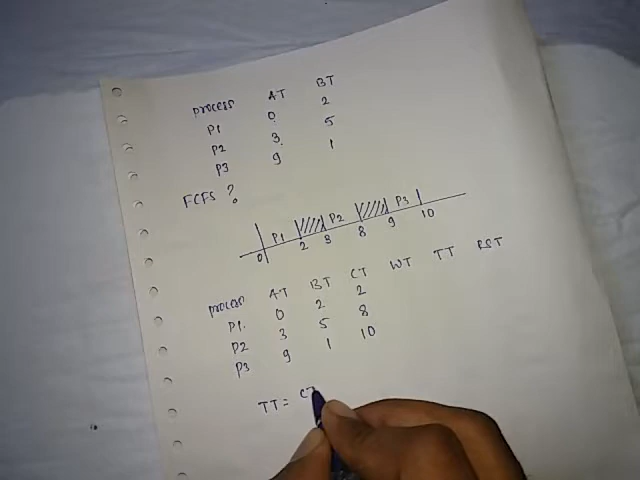 Process AT BT
P1 0 2
P2 3 5
P3 9 1
FCFS ?
P1 P2 P3
0 2 3 8 9 10
Process AT BT CT WT TT RST
P1 0 2 2
P2 3 5 8
P3 9 1 10
TT = CT